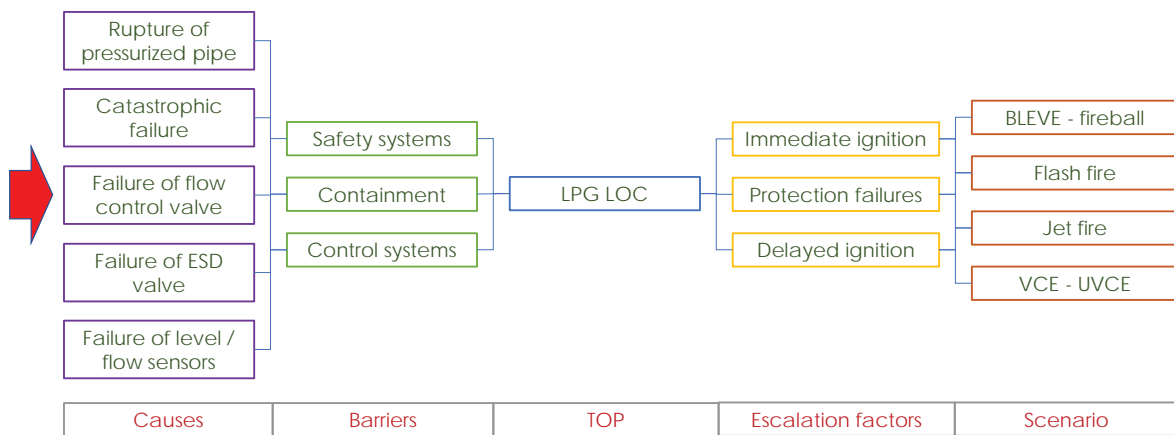 Rupture of
pressurized pipe
Catastrophic
failure
Failure of flow
control valve
Failure of ESD
valve
Failure of level /
flow sensors
Safety systems
Containment
Control systems
LPG LOC
Immediate ignition
Protection failures
Delayed ignition
BLEVE - fireball
Flash fire
Jet fire
VCE - UVCE
Causes
Barriers
TOP
Escalation factors
Scenario